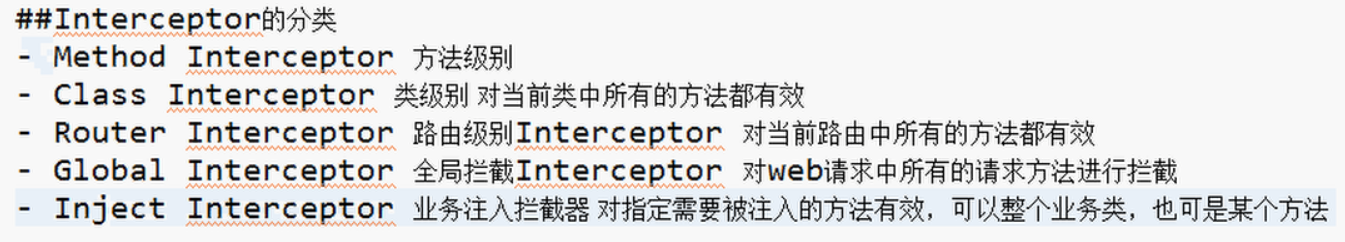 ##Interceptor的分类
- Method Interceptor 方法级别
- Class Interceptor 类级别 对当前类中所有的方法都有效
- Router Interceptor 路由级别Interceptor 对当前路由中所有的方法都有效
- Global Interceptor 全局拦截Interceptor 对web请求中所有的请求方法进行拦截
- Inject Interceptor 业务注入拦截器 对指定需要被注入的方法有效，可以整个业务类，也可是某个方法